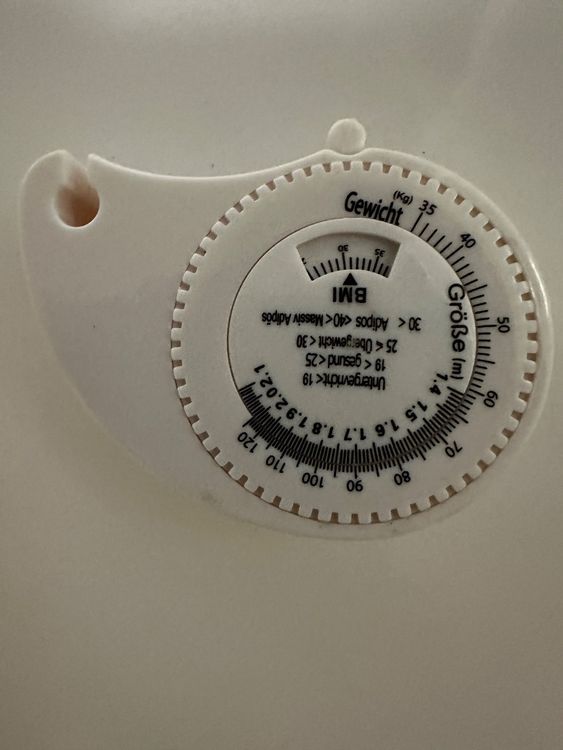 Gewicht (Kg)
35 40 50 60 70 80 90 100 110 120
Größe (m)
1.4 1.5 1.6 1.7 1.8 1.9 2.0 2.1
Untergewicht<19
19 < gesund <25
25 < Übergewicht < 30
30 < Adipös <40< Massiv Adipös
BMI
35 30